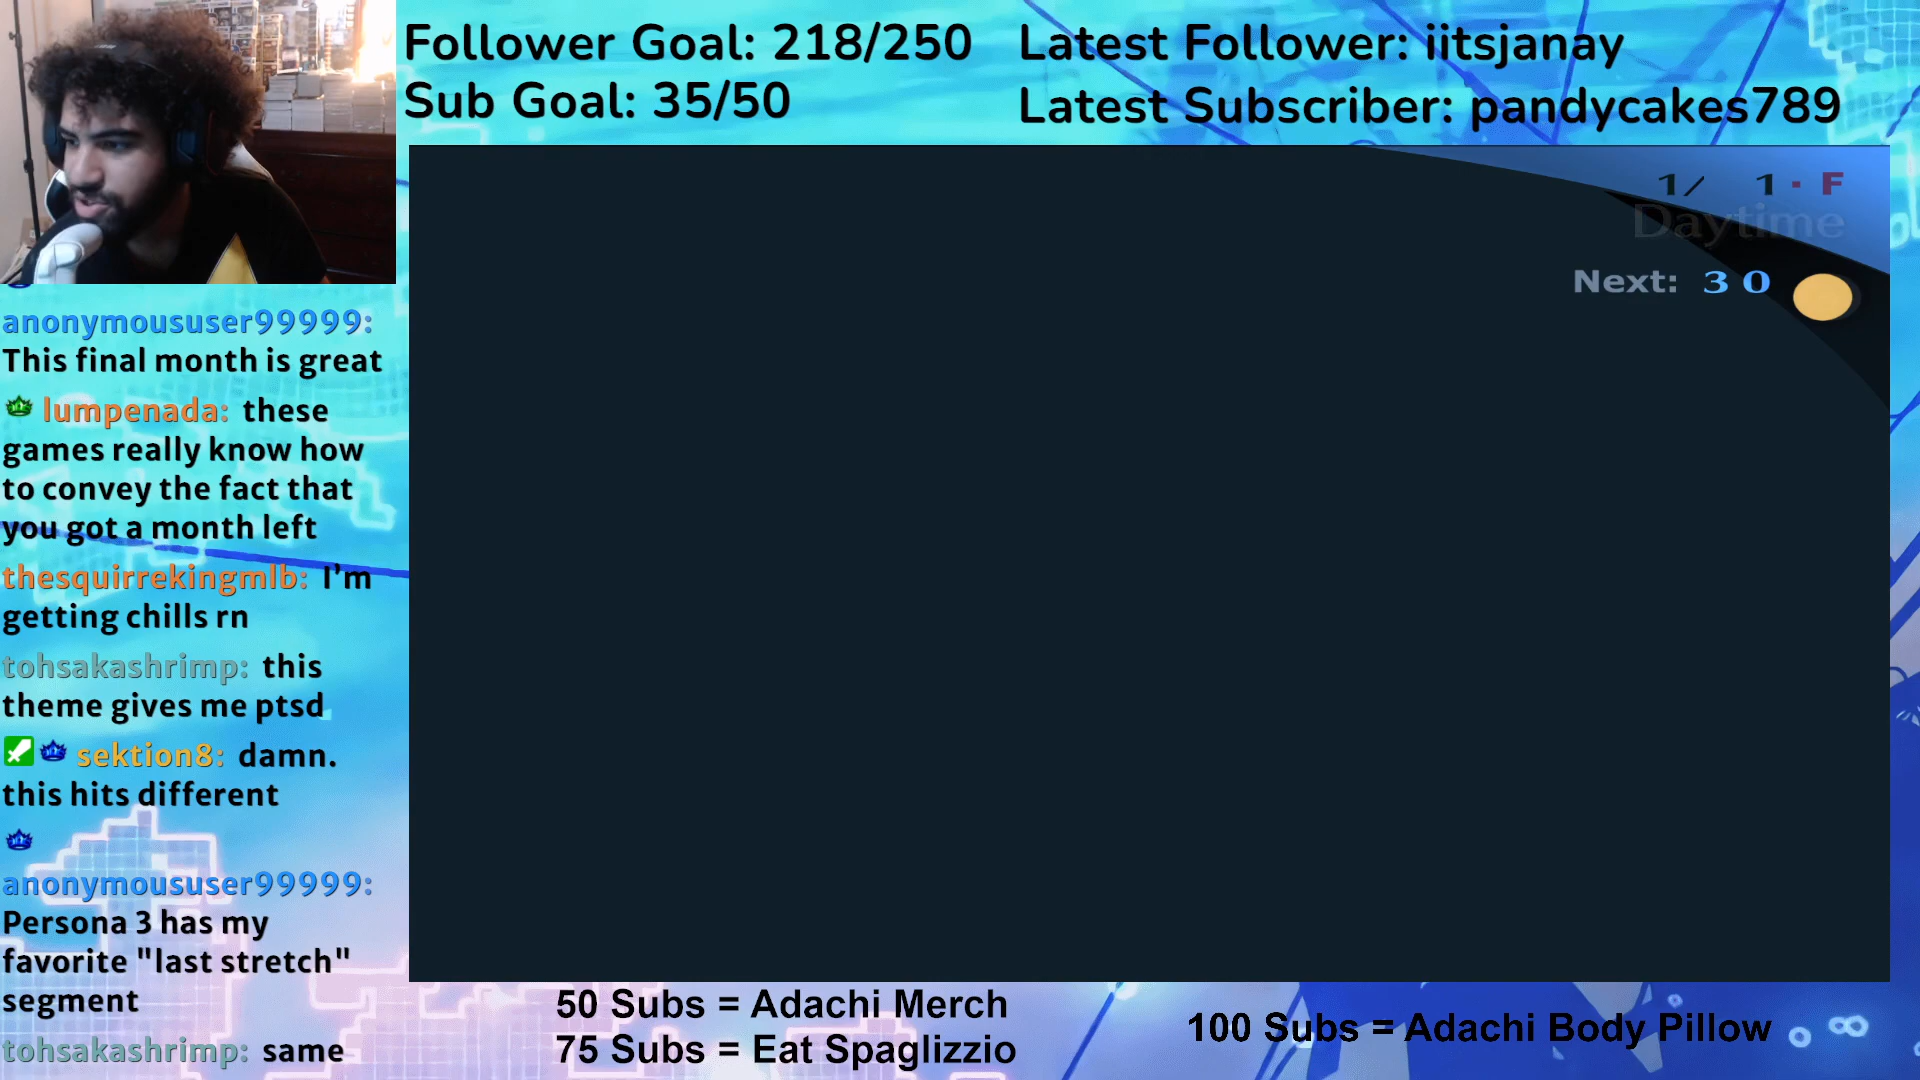 Follower Goal: 218/250
Sub Goal: 35/50
Latest Follower: iitsjanay
Latest Subscriber: pandycakes789
1/ 1 · F
Daytime
Next: 30
anonymoususer99999:
This final month is great
lumpenada: these
games really know how
to convey the fact that
you got a month left
thesquirrekingmlb: I'm
getting chills rn
tohsakashrimp: this
theme gives me ptsd
sektion8: damn.
this hits different
anonymoususer99999:
Persona 3 has my
favorite "last stretch"
segment
tohsakashrimp: same
50 Subs = Adachi Merch
75 Subs = Eat Spaglizzio
100 Subs = Adachi Body Pillow